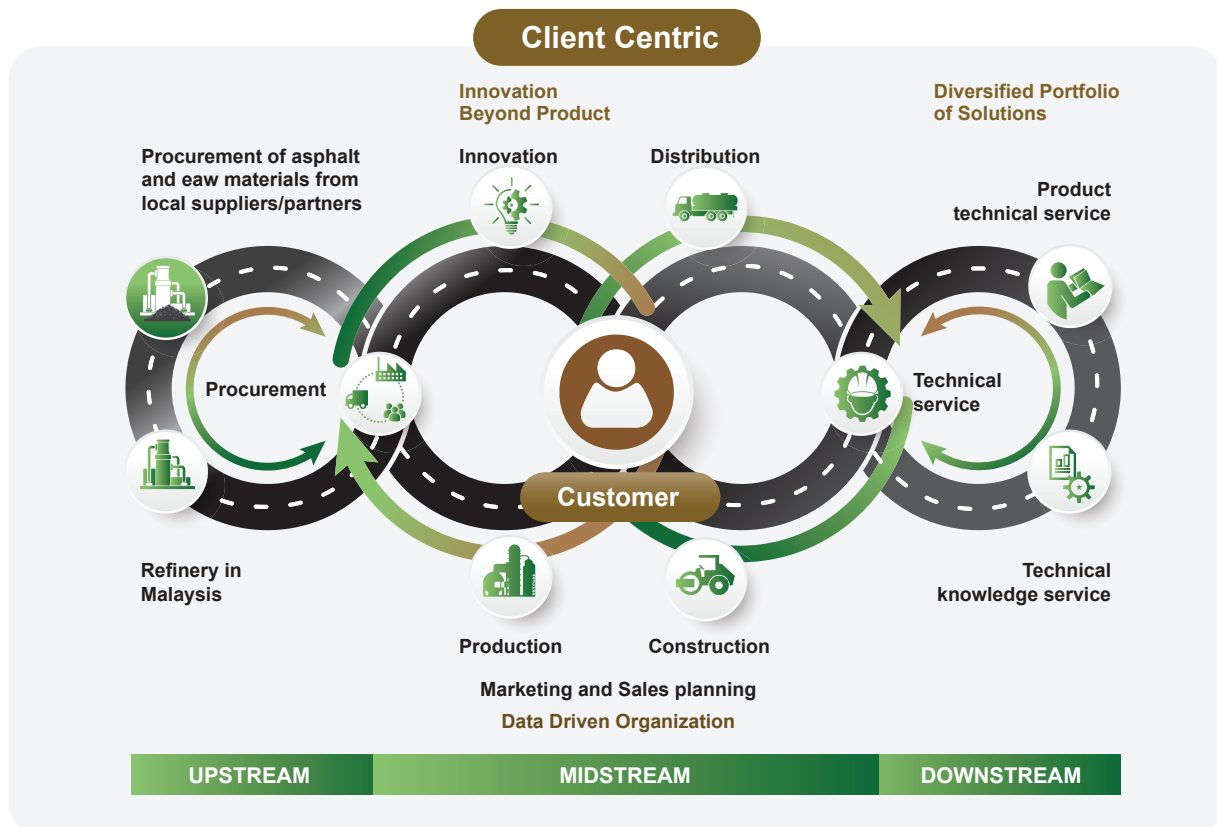 Client Centric
Innovation
Beyond Product
Diversified Portfolio
of Solutions
Procurement of asphalt
and eaw materials from
local suppliers/partners
Innovation
Distribution
Product
technical service
Procurement
Technical
service
Customer
Refinery in
Malaysis
Technical
knowledge service
Production
Construction
Marketing and Sales planning
Data Driven Organization
UPSTREAM
MIDSTREAM
DOWNSTREAM